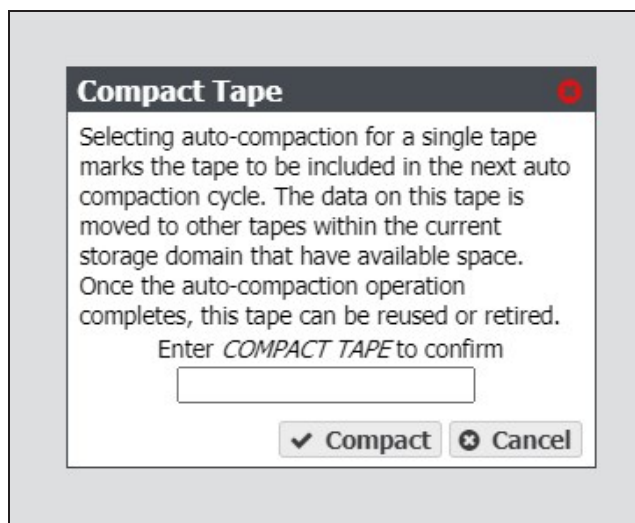 Compact Tape
Selecting auto-compaction for a single tape
marks the tape to be included in the next auto
compaction cycle. The data on this tape is
moved to other tapes within the current
storage domain that have available space.
Once the auto-compaction operation
completes, this tape can be reused or retired.
Enter COMPACT TAPE to confirm
Compact Cancel